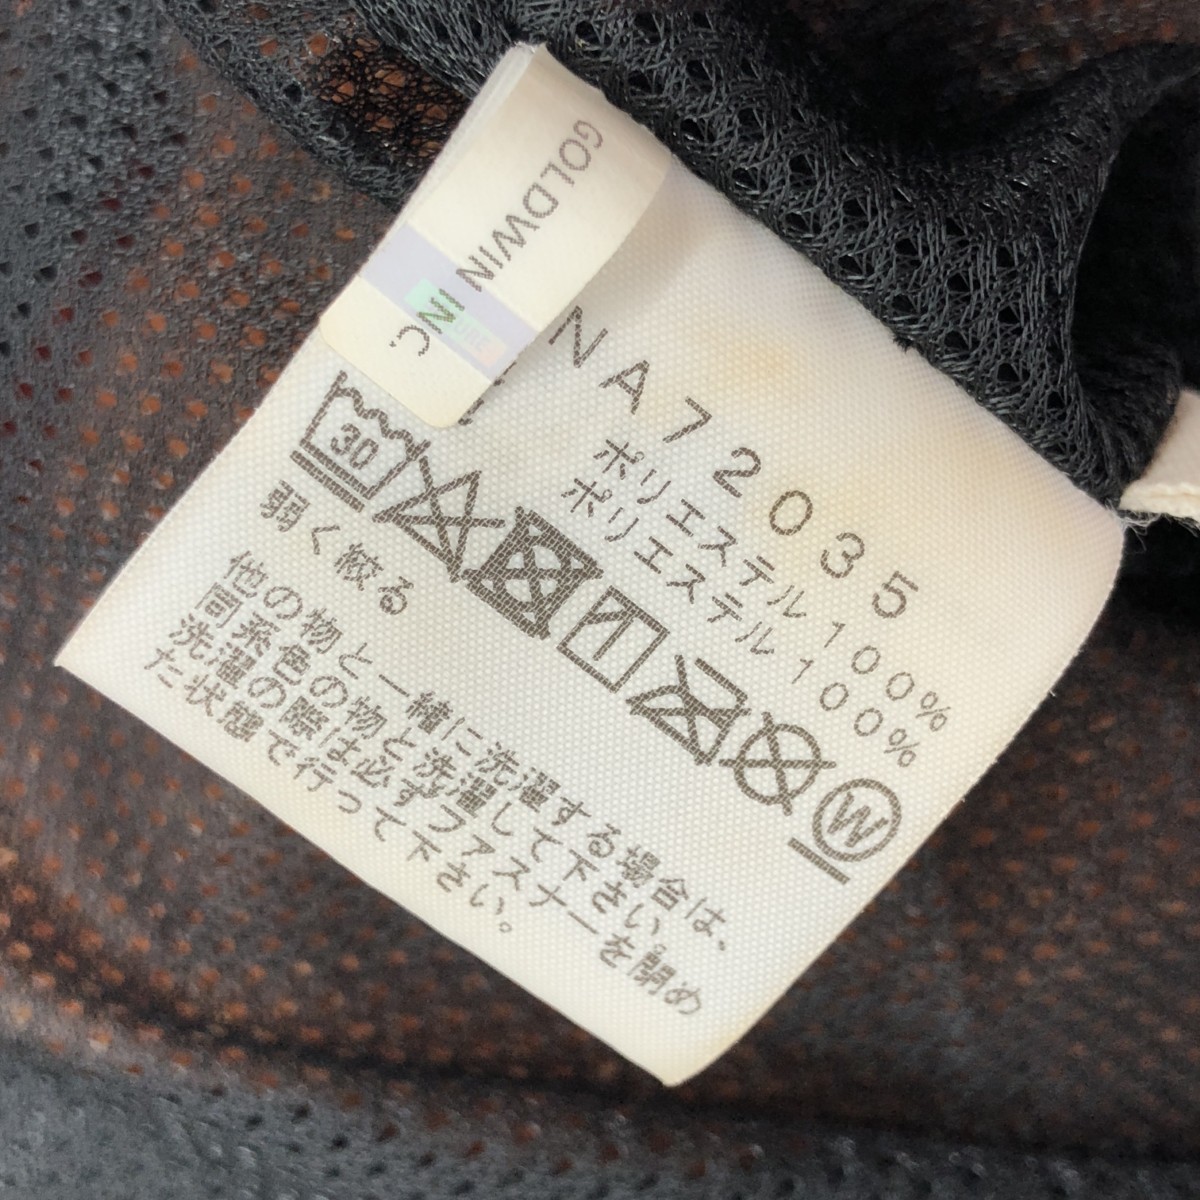 GOLDWIN INC
NA72035
ポリエステル100%
ポリエステル100%
30
W
弱く絞る
他の物と一緒に洗濯する場合は、
同系色の物と洗濯して下さい。
洗濯の際は必ずファスナーを閉め
た状態で行って下さい。